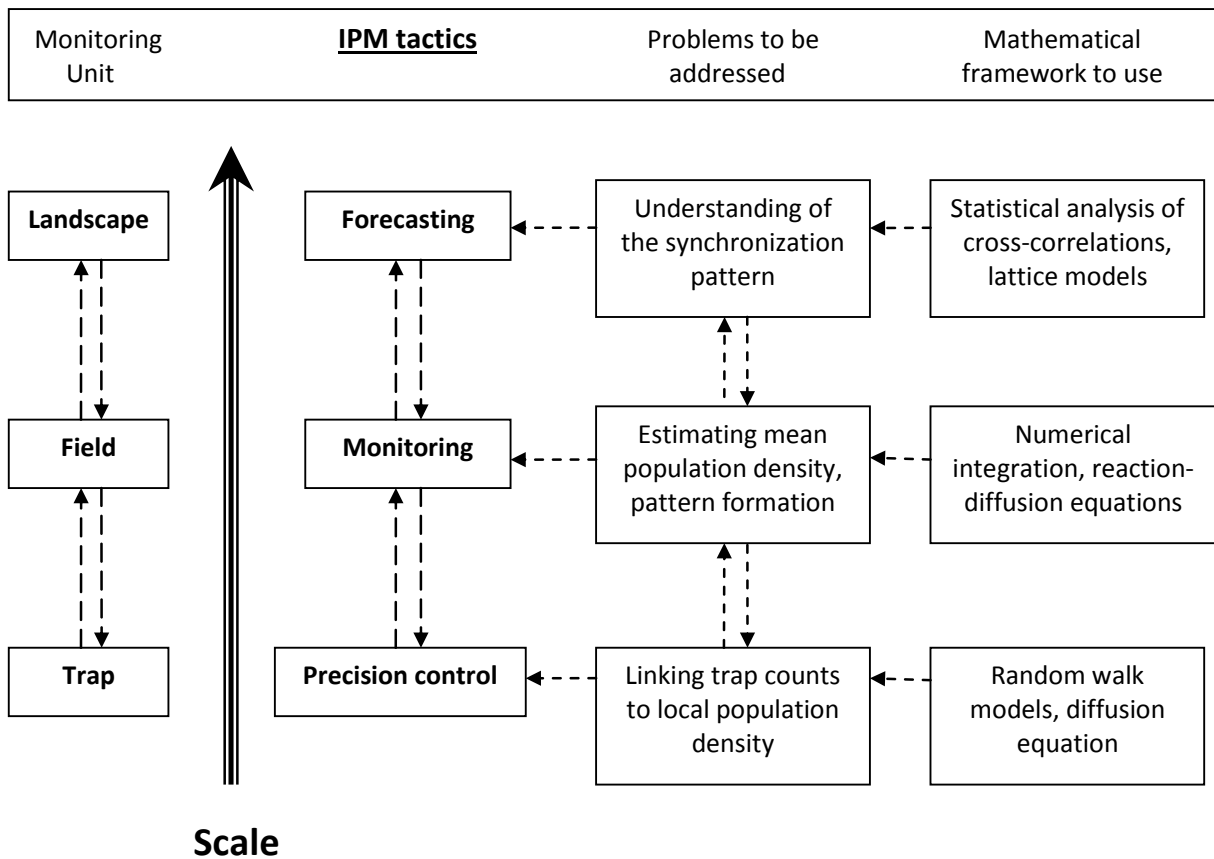 Monitoring
Unit
IPM tactics
Problems to be
addressed
Mathematical
framework to use
Landscape
Forecasting
Understanding of
the synchronization
pattern
Statistical analysis of
cross-correlations,
lattice models
Field
Monitoring
Estimating mean
population density,
pattern formation
Numerical
integration, reaction-
diffusion equations
Trap
Precision control
Linking trap counts
to local population
density
Random walk
models, diffusion
equation
Scale